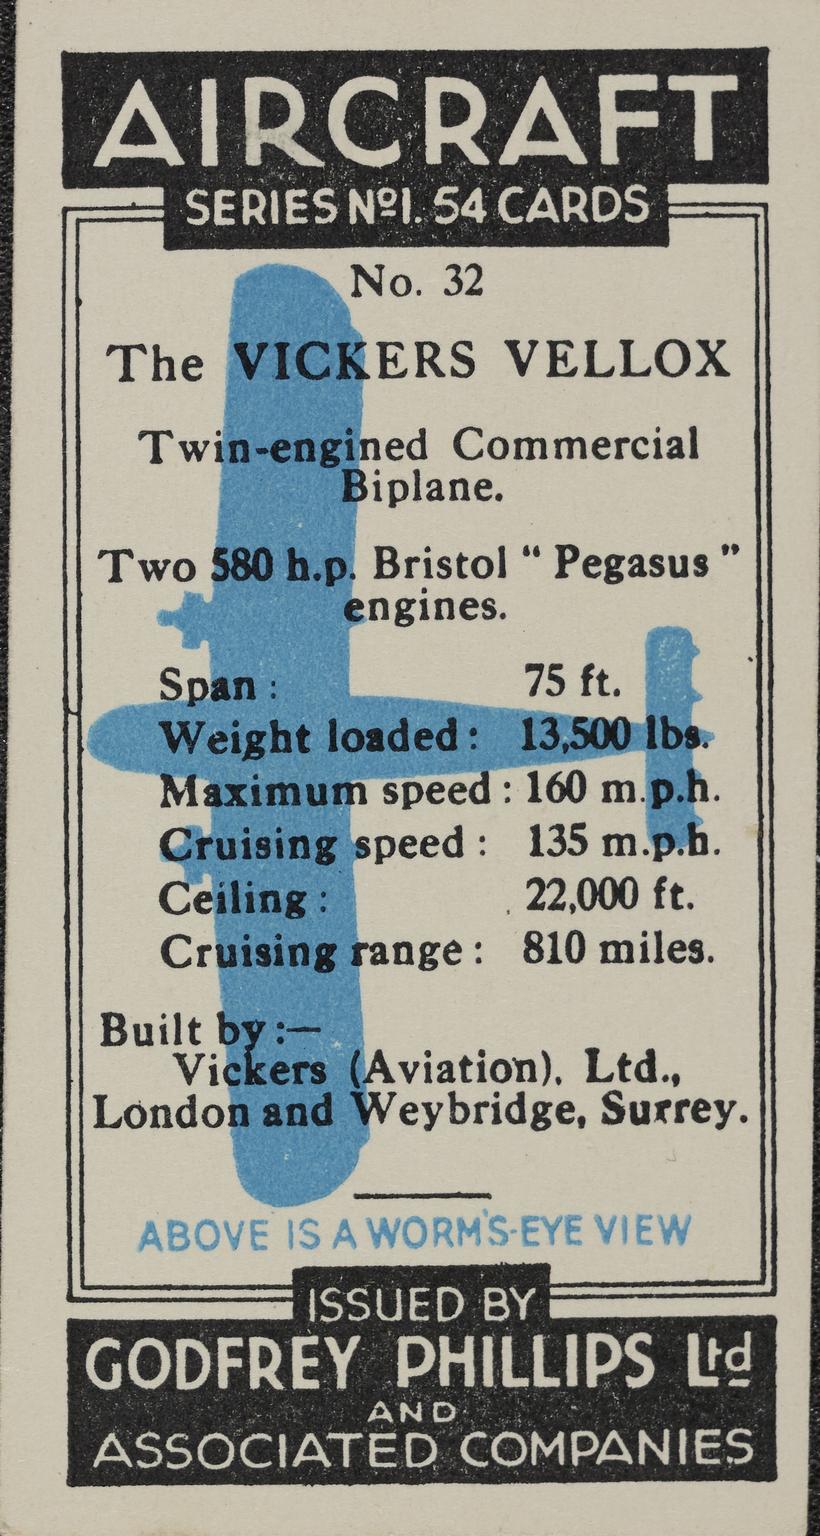 AIRCRAFT
SERIES Nº1. 54 CARDS
No. 32
The VICKERS VELLOX
Twin-engined Commercial
Biplane.
Two 580 h.p. Bristol “ Pegasus ”
engines.
Span : 75 ft.
Weight loaded : 13,500 lbs.
Maximum speed : 160 m.p.h.
Cruising speed : 135 m.p.h.
Ceiling : 22,000 ft.
Cruising range : 810 miles.
Built by :—
Vickers (Aviation). Ltd.,
London and Weybridge, Surrey.
ABOVE IS A WORM'S-EYE VIEW
ISSUED BY
GODFREY PHILLIPS Ltd
AND
ASSOCIATED COMPANIES